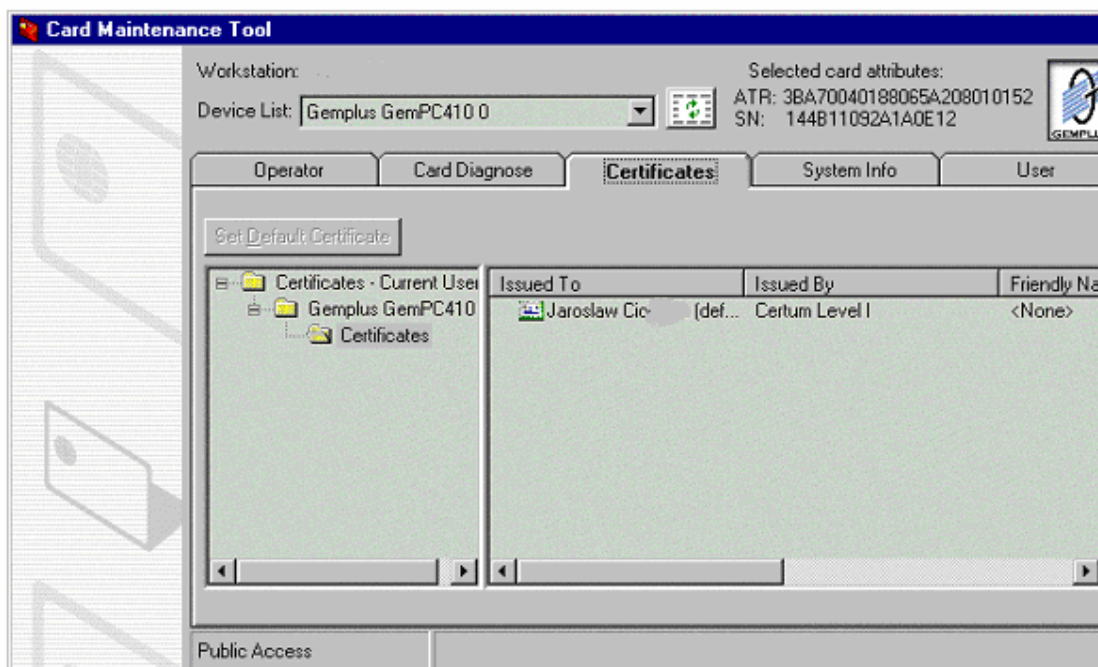 Card Maintenance Tool
Workstation:
Selected card attributes:
Device List: Gemplus GemPC410 0
ATR: 3BA70040188065A208010152
SN: 144B11092A1A0E12
GEMPLU
Operator Card Diagnose Certificates System Info User
Set Default Certificate
Certificates - Current User
Gemplus GemPC410
Certificates
Issued To Issued By Friendly Na
Jaroslaw Cic (def... Certum Level I <None>
Public Access